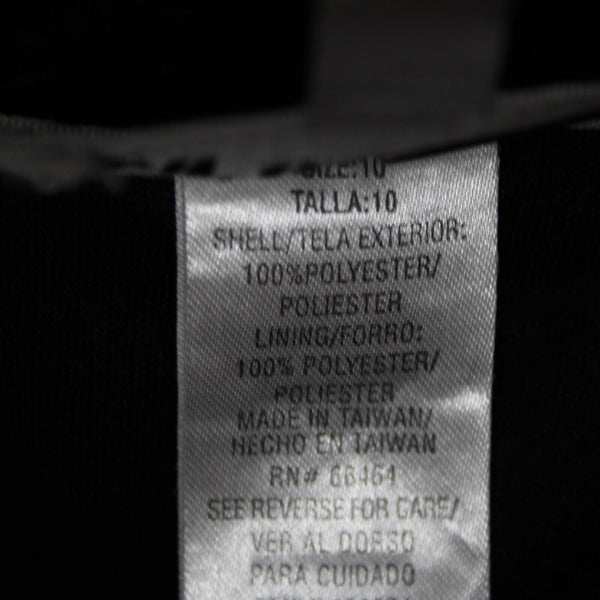 SIZE:10
TALLA:10
SHELL/TELA EXTERIOR:
100%POLYESTER/
POLIESTER
LINING/FORRO:
100% POLYESTER/
POLIESTER
MADE IN TAIWAN/
HECHO EN TAIWAN
RN# 66464
SEE REVERSE FOR CARE/
VER AL DORSO
PARA CUIDADO